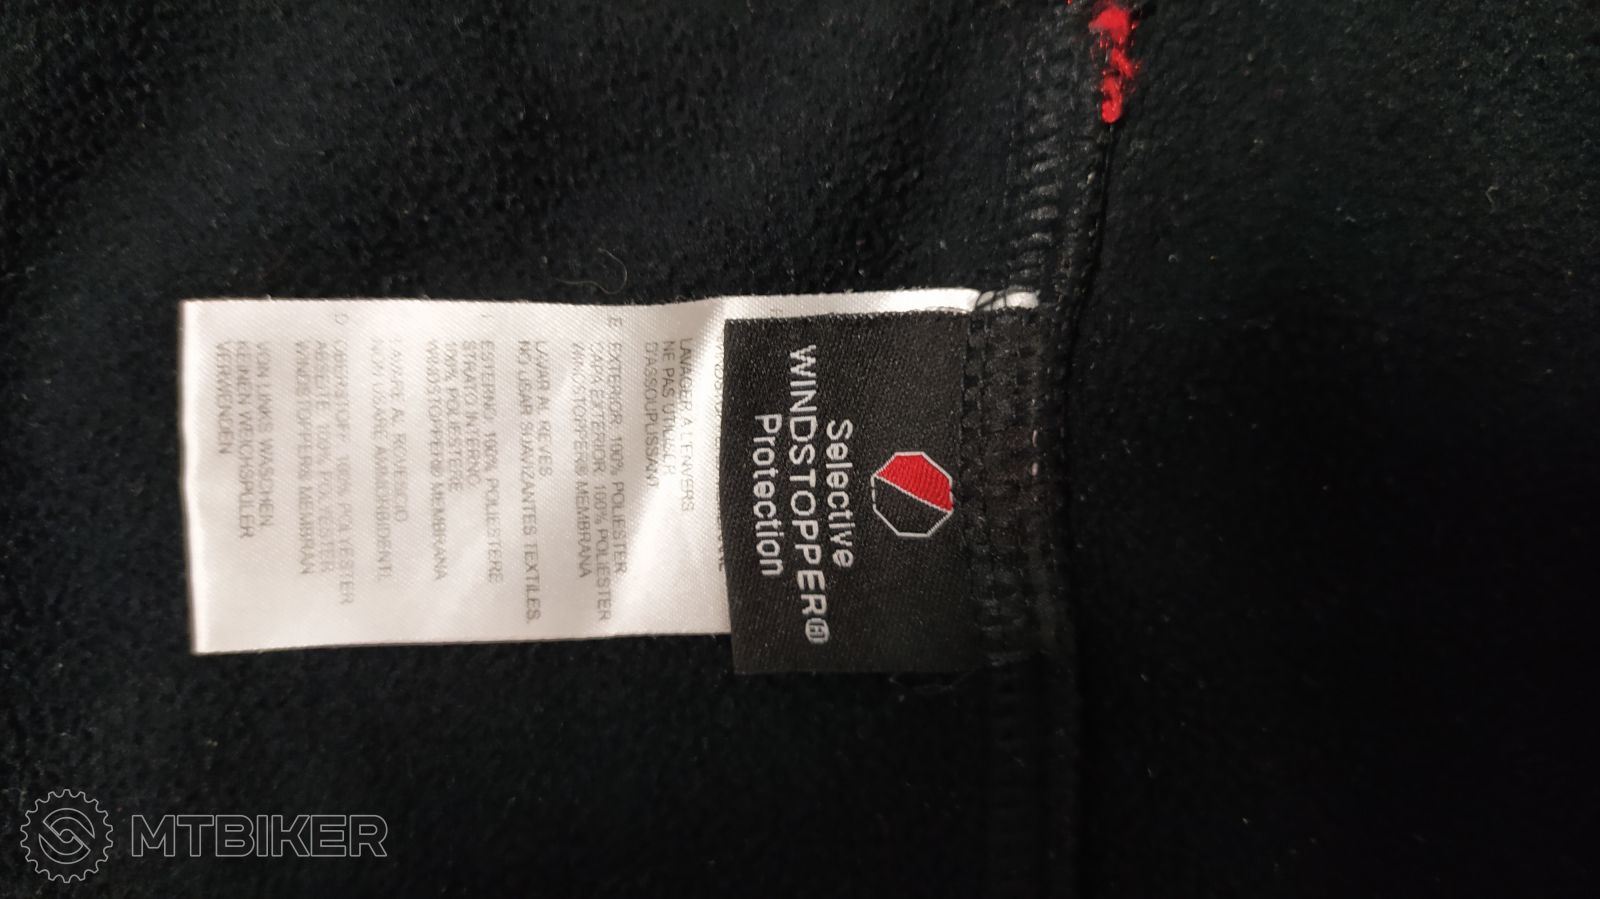 Selective
WINDSTOPPER®
Protection
LAVAGER A L'ENVERS
NE PAS UTILISER
D'ASSOUPLISSANT
E EXTERIOR 100% POLIESTER
CAPA EXTERIOR 100% POLIESTER
WINDSTOPPER® MEMBRANA
LAVAR AL REVES
NO USAR SUAVIZANTES TEXTILES.
I ESTERNO 100% POLIESTERE
STRATO INTERNO
100% POLIESTERE
WINDSTOPPER® MEMBRANA
LAVARE AL ROVESCIO
NON USARE AMMORBIDENTE
D OBERSTOFF 100% POLYESTER
ABSEITE 100% POLYESTER
WINDSTOPPER® MEMBRAN
VON LINKS WASCHEN
KEINEN WEICHSPÜLER
VERWENDEN
MTBIKER